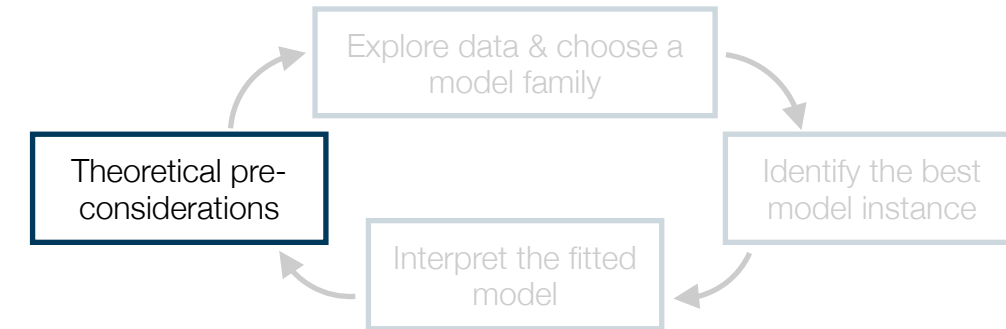 Explore data & choose a
model family
Theoretical pre-
considerations
Identify the best
model instance
Interpret the fitted
model